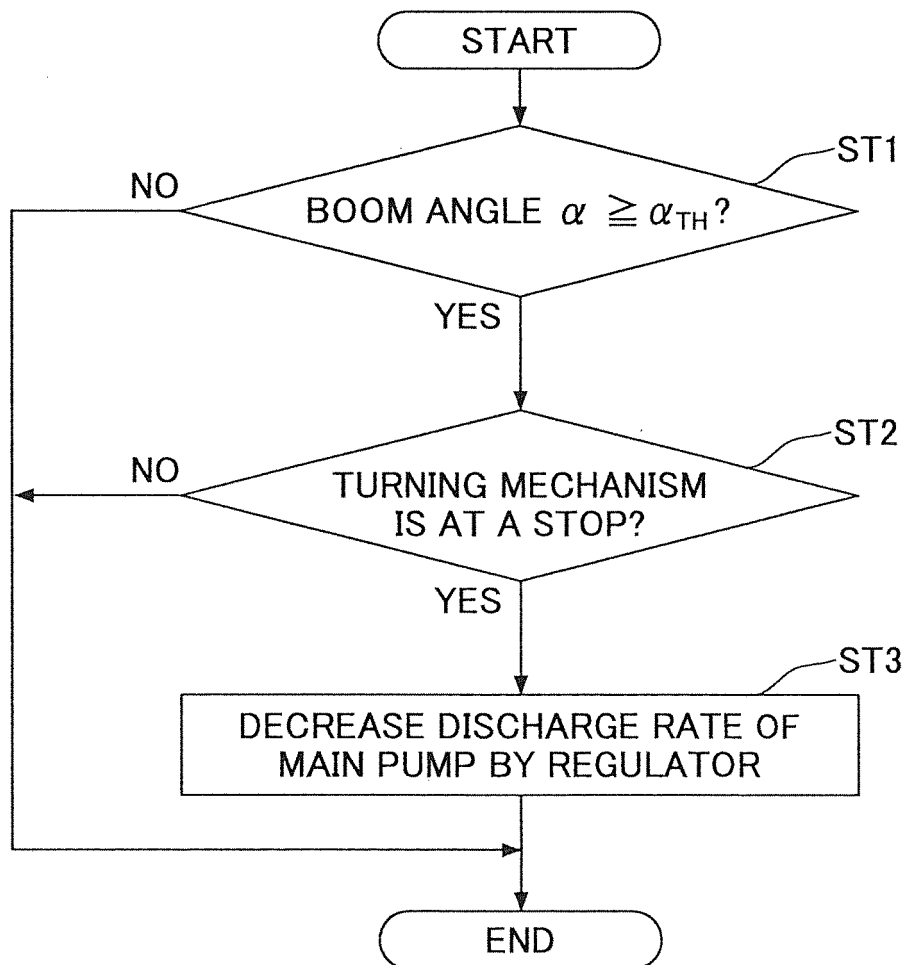 START
ST1
NO
BOOM ANGLE α ≧ αTH?
YES
ST2
NO
TURNING MECHANISM
IS AT A STOP?
YES
ST3
DECREASE DISCHARGE RATE OF
MAIN PUMP BY REGULATOR
END